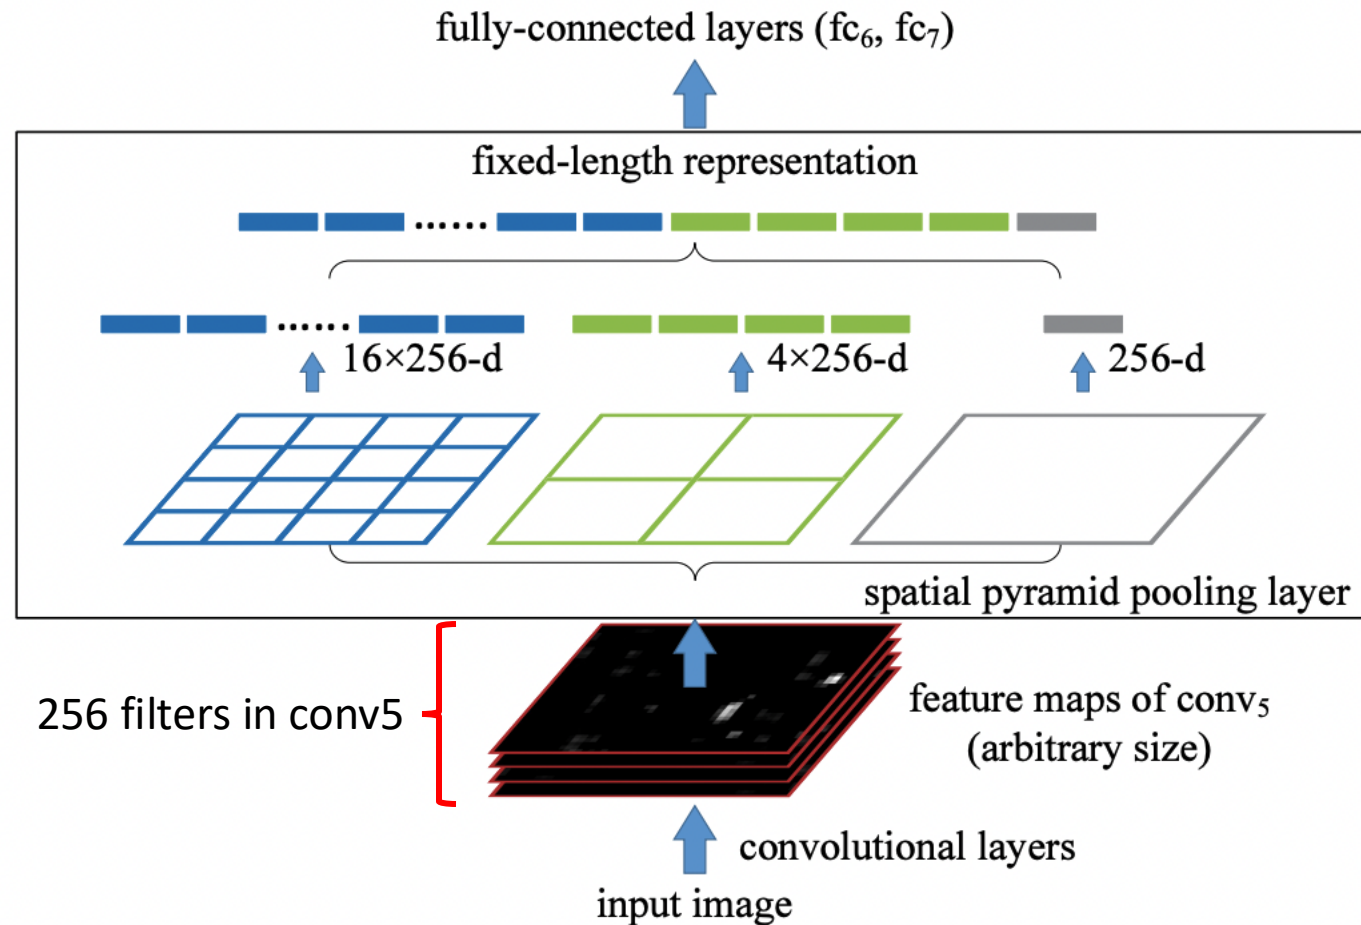 fully-connected layers (fc₆, fc₇)
fixed-length representation
......
......
16×256-d
4×256-d
256-d
spatial pyramid pooling layer
256 filters in conv5
feature maps of conv₅
(arbitrary size)
convolutional layers
input image